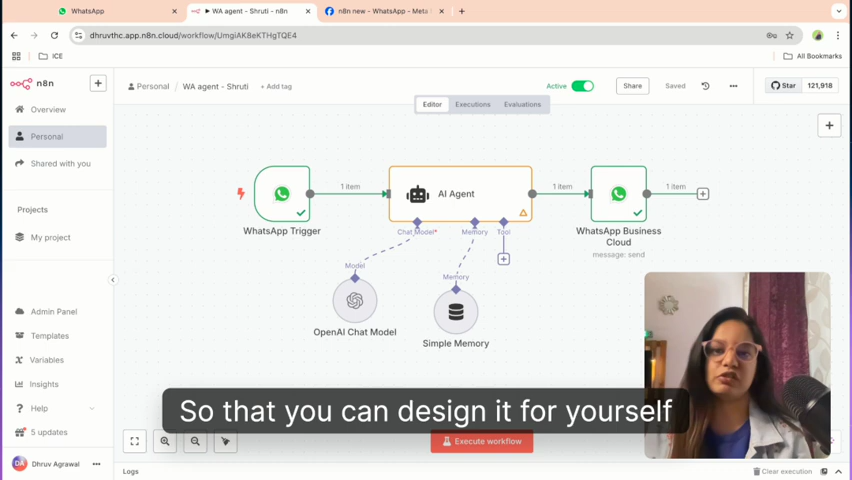 WhatsApp
▶ WA agent - Shruti - n8n
n8n new - WhatsApp - Meta
dhruvthc.app.n8n.cloud/workflow/UmgiAK8eKTHgTQE4
ICE
All Bookmarks
n8n
Personal / WA agent - Shruti + Add tag
Active
Share
Saved
Star 121,918
Editor
Executions
Evaluations
Overview
Personal
Shared with you
Projects
My project
Admin Panel
Templates
Variables
Insights
Help
5 updates
DA Dhruv Agrawal
1 item
AI Agent
1 item
1 item
WhatsApp Trigger
Chat Model*
Memory
Tool
WhatsApp Business
Cloud
message: send
Model
Memory
OpenAI Chat Model
Simple Memory
So that you can design it for yourself
Execute workflow
Logs
Clear execution